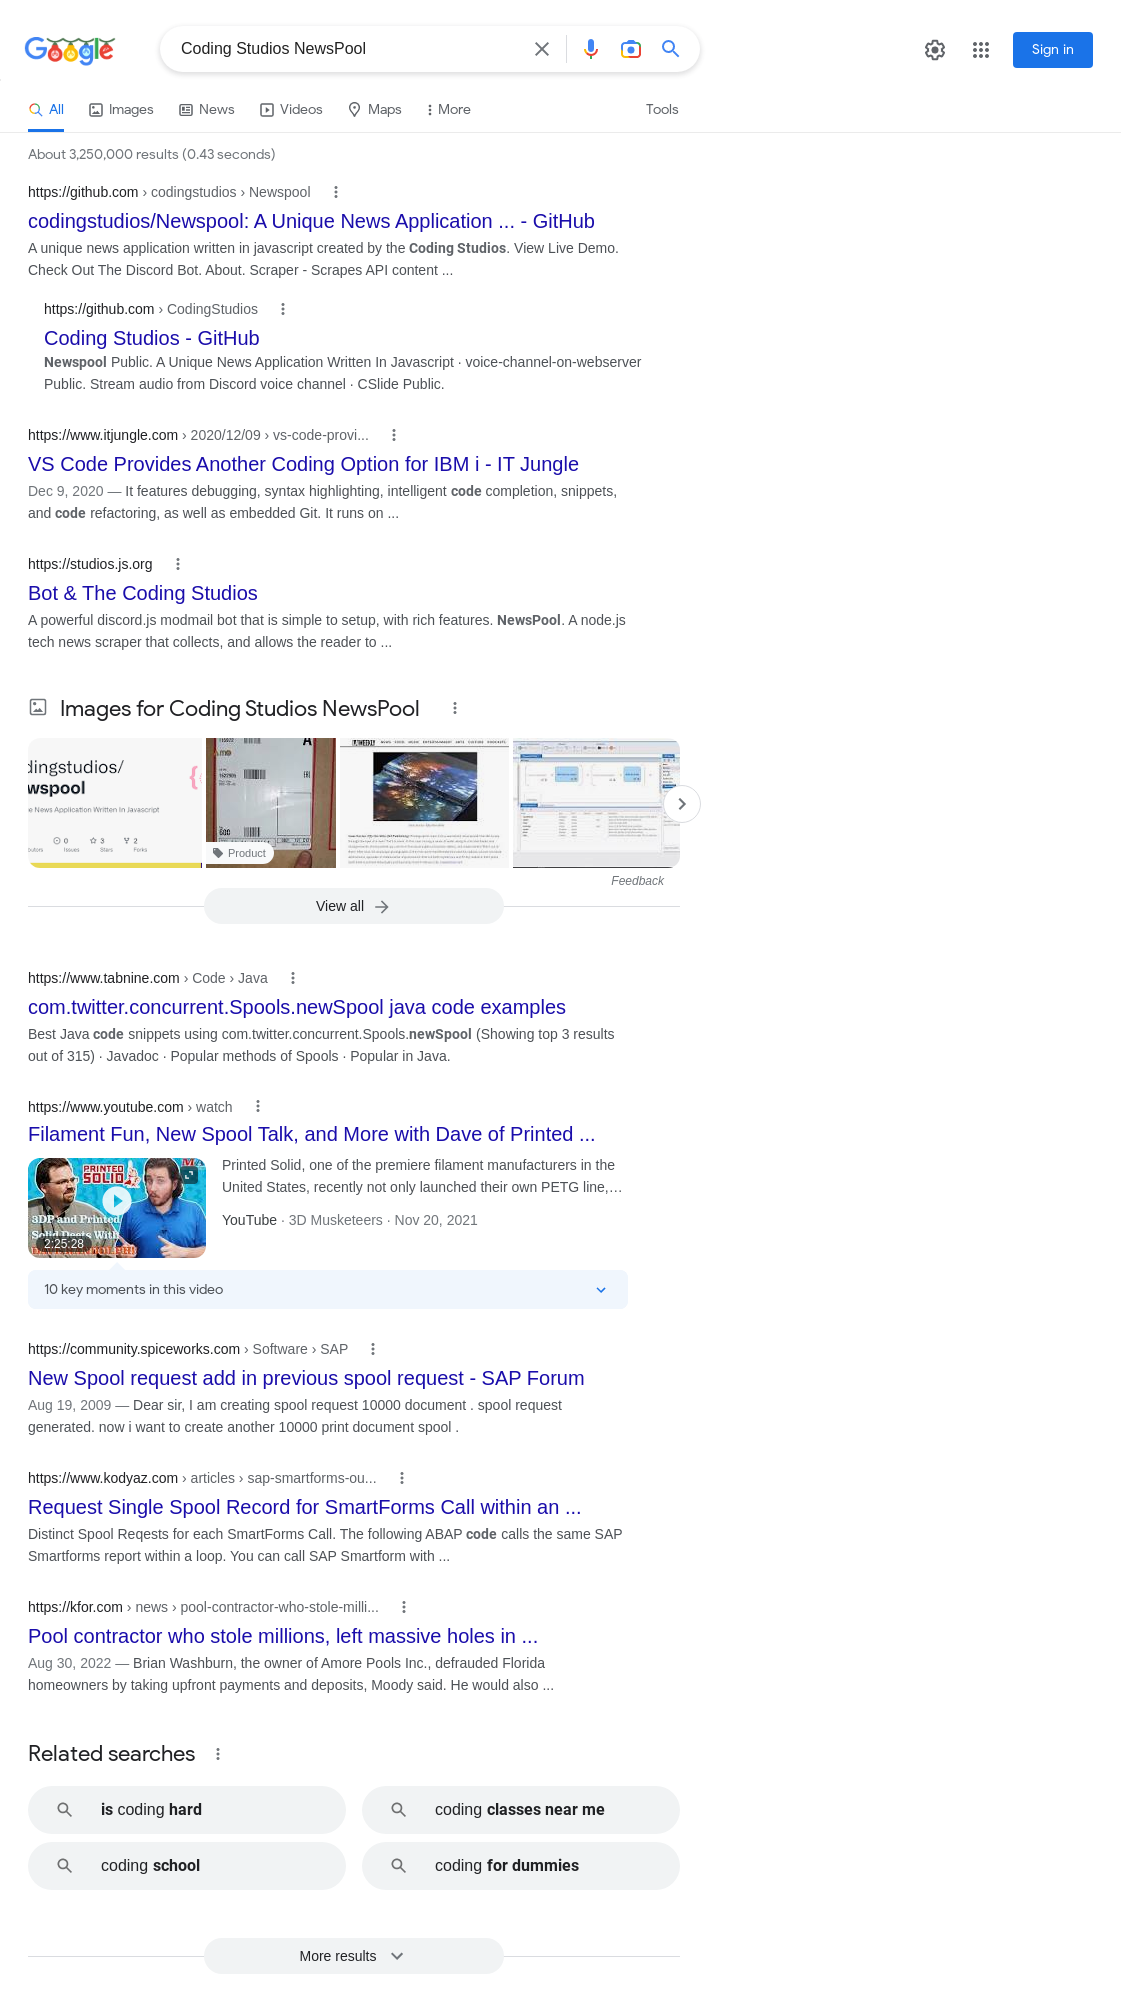 Google
Coding Studios NewsPool
Sign in
All
Images
News
Videos
Maps
More
Tools
About 3,250,000 results (0.43 seconds)
https://github.com › codingstudios › Newspool
codingstudios/Newspool: A Unique News Application ... - GitHub
A unique news application written in javascript created by the Coding Studios. View Live Demo.
Check Out The Discord Bot. About. Scraper - Scrapes API content ...
https://github.com › CodingStudios
Coding Studios - GitHub
Newspool Public. A Unique News Application Written In Javascript · voice-channel-on-webserver
Public. Stream audio from Discord voice channel · CSlide Public.
https://www.itjungle.com › 2020/12/09 › vs-code-provi...
VS Code Provides Another Coding Option for IBM i - IT Jungle
Dec 9, 2020 — It features debugging, syntax highlighting, intelligent code completion, snippets,
and code refactoring, as well as embedded Git. It runs on ...
https://studios.js.org
Bot & The Coding Studios
A powerful discord.js modmail bot that is simple to setup, with rich features. NewsPool. A node.js
tech news scraper that collects, and allows the reader to ...
Images for Coding Studios NewsPool
dingstudios/
wspool
e News Application Written In Javascript
0
3
2
Issues
Stars
Forks
Product
Feedback
View all
https://www.tabnine.com › Code › Java
com.twitter.concurrent.Spools.newSpool java code examples
Best Java code snippets using com.twitter.concurrent.Spools.newSpool (Showing top 3 results
out of 315) · Javadoc · Popular methods of Spools · Popular in Java.
https://www.youtube.com › watch
Filament Fun, New Spool Talk, and More with Dave of Printed ...
PRINTED
SOLID
3DP and Printed
Solid Deets With
2:25:28
Printed Solid, one of the premiere filament manufacturers in the
United States, recently not only launched their own PETG line,…
YouTube · 3D Musketeers · Nov 20, 2021
10 key moments in this video
https://community.spiceworks.com › Software › SAP
New Spool request add in previous spool request - SAP Forum
Aug 19, 2009 — Dear sir, I am creating spool request 10000 document . spool request
generated. now i want to create another 10000 print document spool .
https://www.kodyaz.com › articles › sap-smartforms-ou...
Request Single Spool Record for SmartForms Call within an ...
Distinct Spool Reqests for each SmartForms Call. The following ABAP code calls the same SAP
Smartforms report within a loop. You can call SAP Smartform with ...
https://kfor.com › news › pool-contractor-who-stole-milli...
Pool contractor who stole millions, left massive holes in ...
Aug 30, 2022 — Brian Washburn, the owner of Amore Pools Inc., defrauded Florida
homeowners by taking upfront payments and deposits, Moody said. He would also ...
Related searches
is coding hard
coding classes near me
coding school
coding for dummies
More results